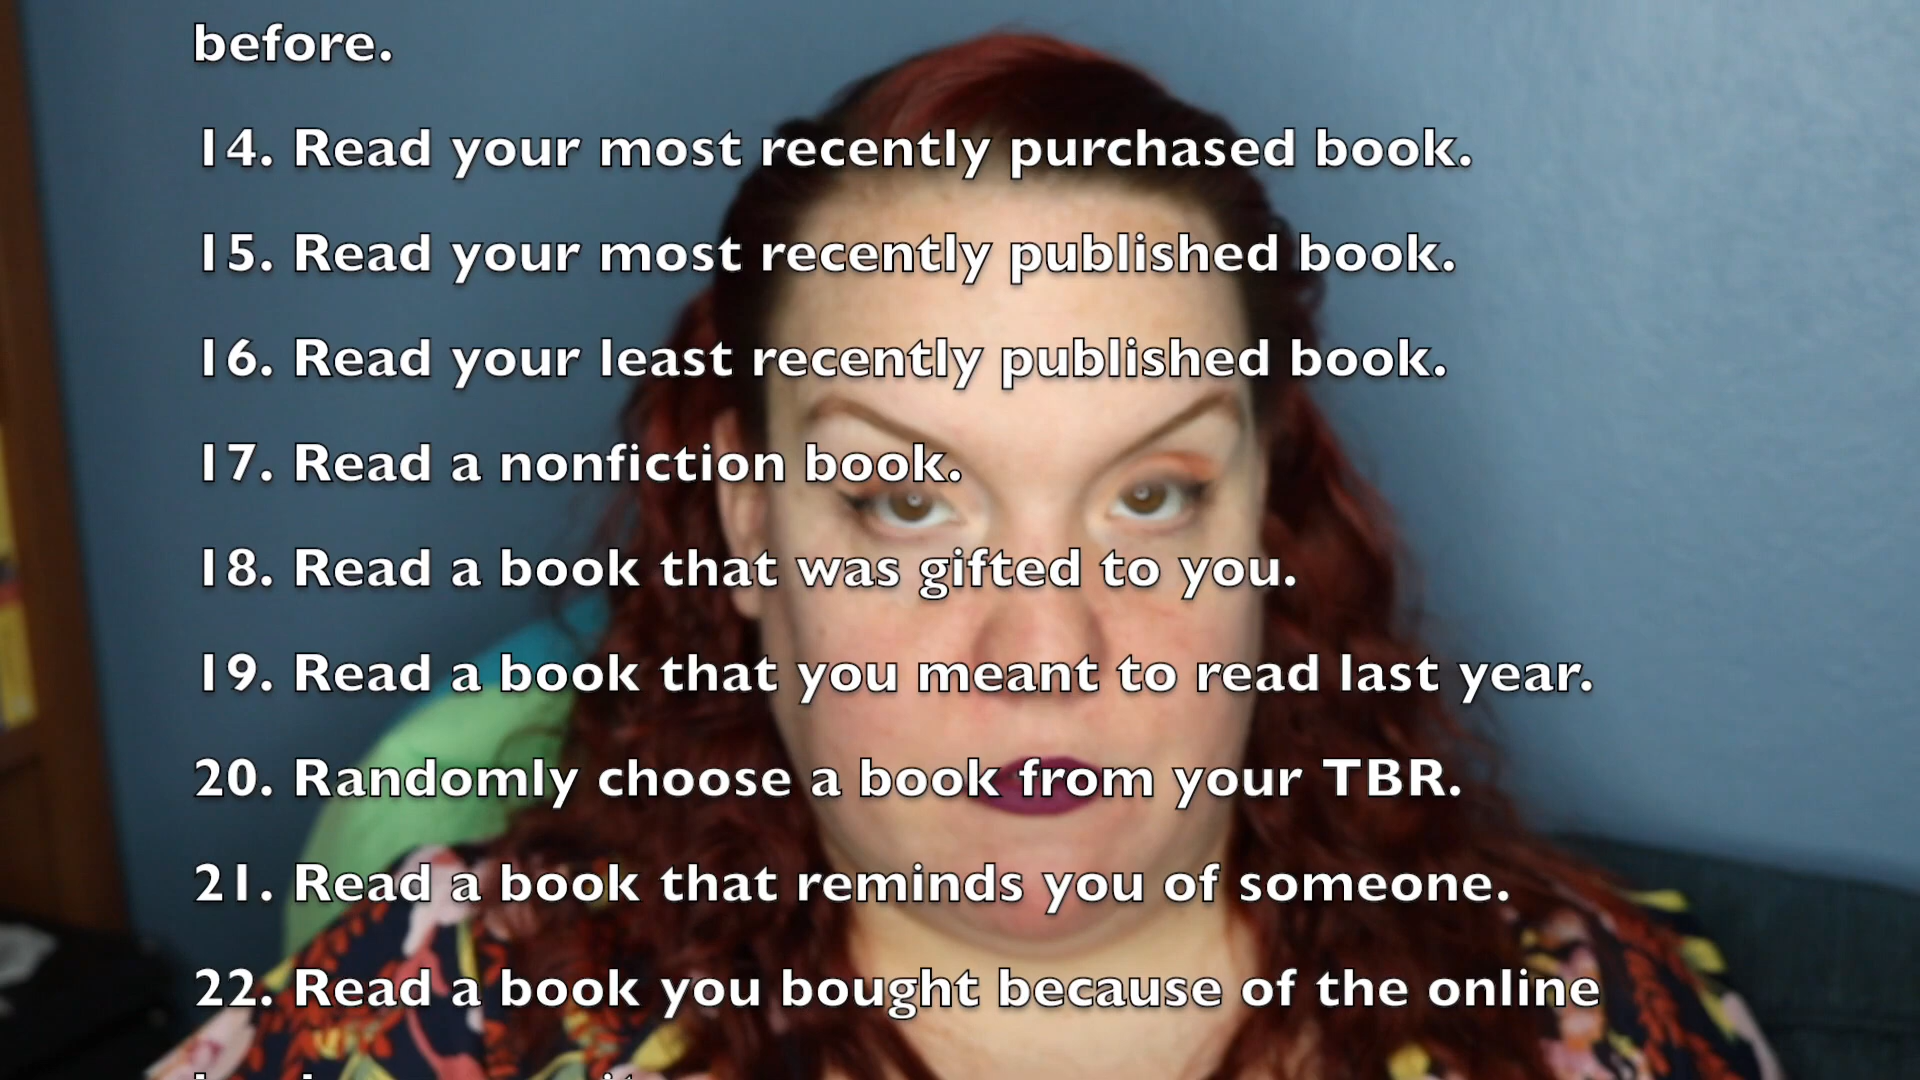 before.
14. Read your most recently purchased book.
15. Read your most recently published book.
16. Read your least recently published book.
17. Read a nonfiction book.
18. Read a book that was gifted to you.
19. Read a book that you meant to read last year.
20. Randomly choose a book from your TBR.
21. Read a book that reminds you of someone.
22. Read a book you bought because of the online